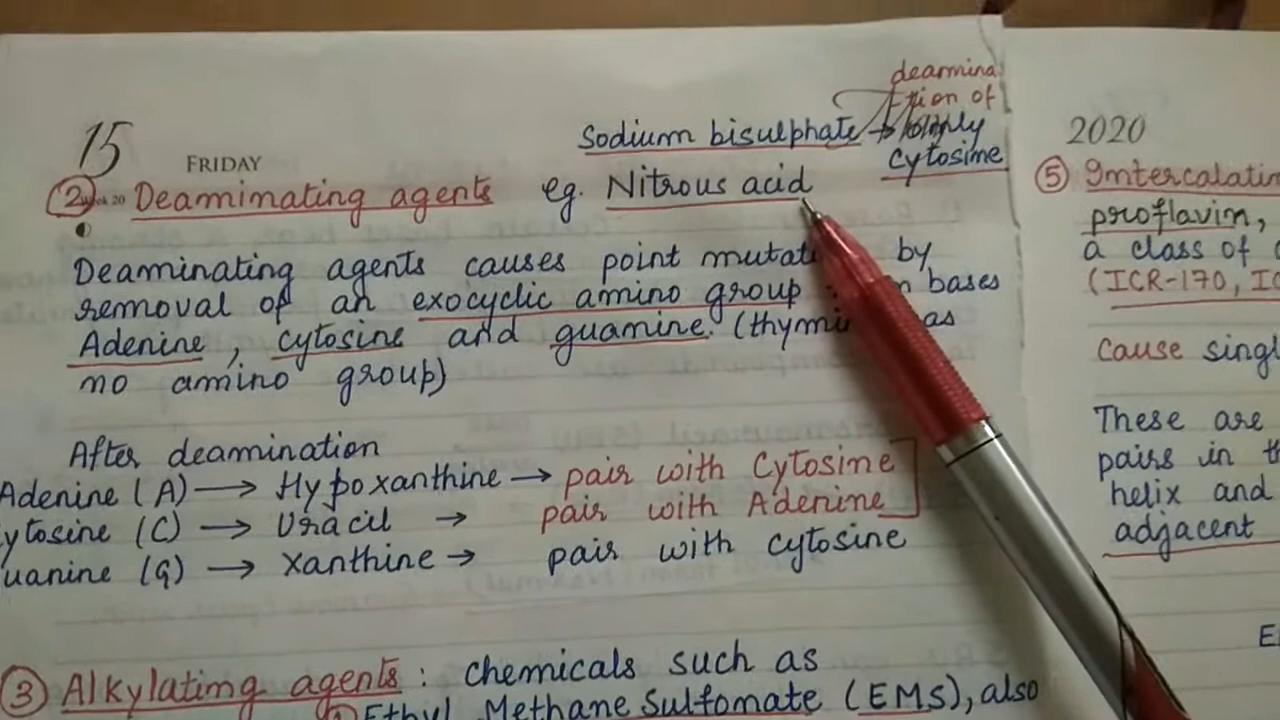 15
FRIDAY
deamina
tion of
Sodium bisulphate → only
cytosine
② Deaminating agents eg. Nitrous acid
Deaminating agents causes point by
removal of an exocyclic amino group bases
Adenine, cytosine and guanine. as
no amino group)
After deamination
Adenine (A) → Hypoxanthine → pair with Cytosine
ytosine (C) → Uracil → pair with Adenine
uanine (G) → Xanthine → pair with cytosine
③ Alkylating agents : chemicals such as
① Ethyl Methane Sulfonate (EMS), also
2020
⑤ Intercalatin
proflavin,
a class of
(ICR-170,
cause singl
These are
pairs in
helix and
adjacent